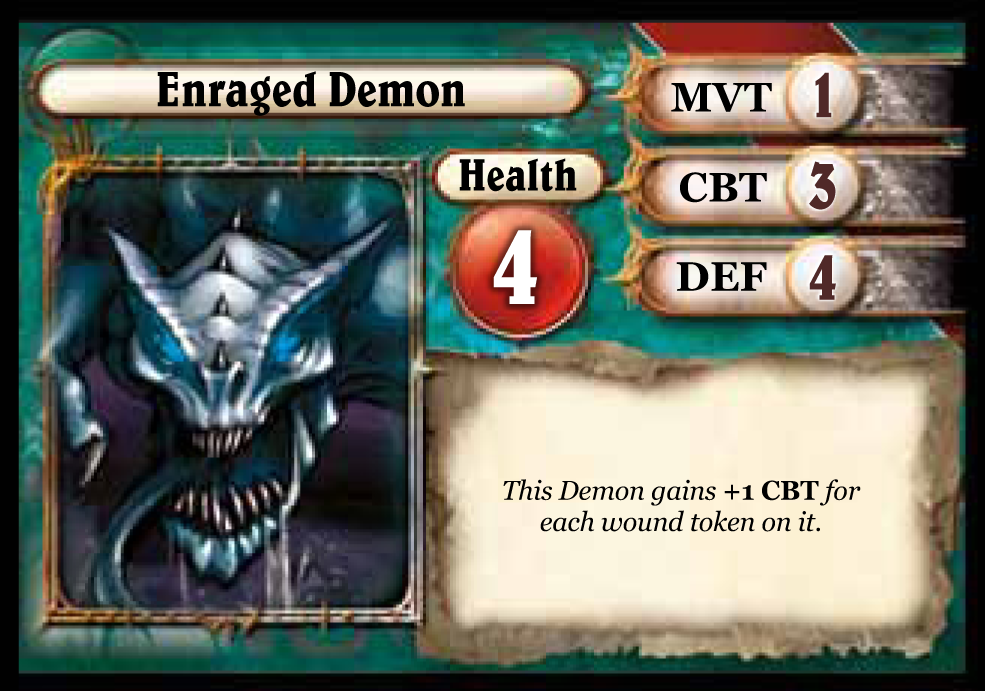 Enraged Demon
MVT 1
Health
CBT 3
4
DEF 4
This Demon gains +1 CBT for
each wound token on it.